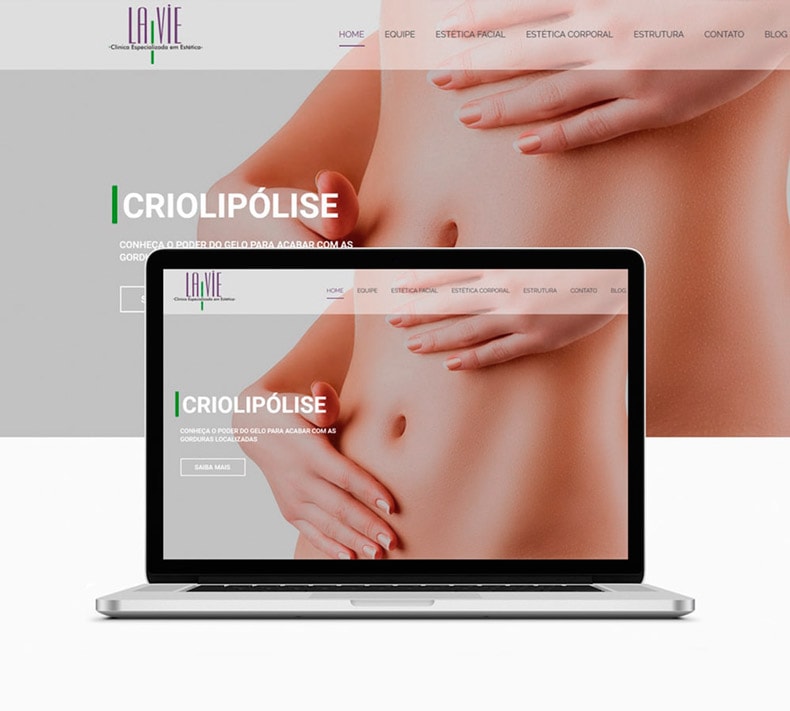 LA VIE
-Clínica Especializada em Estética-
HOME EQUIPE ESTÉTICA FACIAL ESTÉTICA CORPORAL ESTRUTURA CONTATO BLOG
CRIOLIPÓLISE
CONHEÇA O PODER DO GELO PARA ACABAR COM AS
LA VIE
-Clínica Especializada em Estética-
HOME EQUIPE ESTÉTICA FACIAL ESTÉTICA CORPORAL ESTRUTURA CONTATO BLOG
CRIOLIPÓLISE
CONHEÇA O PODER DO GELO PARA ACABAR COM AS
GORDURAS LOCALIZADAS
SAIBA MAIS